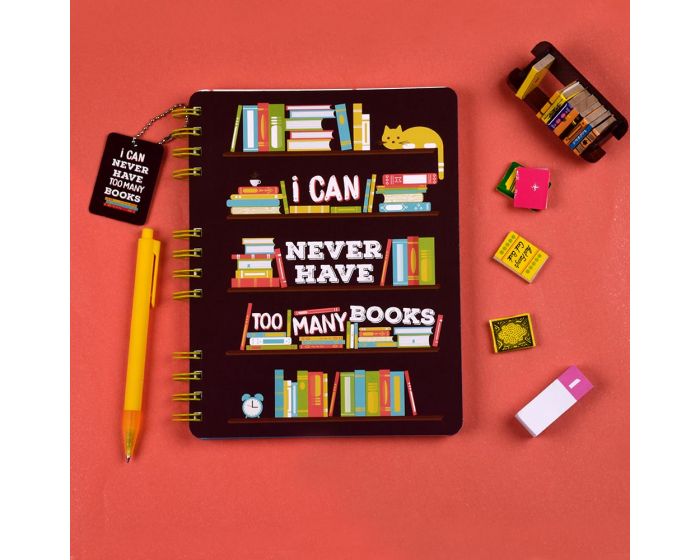 i CAN
NEVER
HAVE
TOO MANY
BOOKS
i CAN
NEVER
HAVE
TOO MANY BOOKS